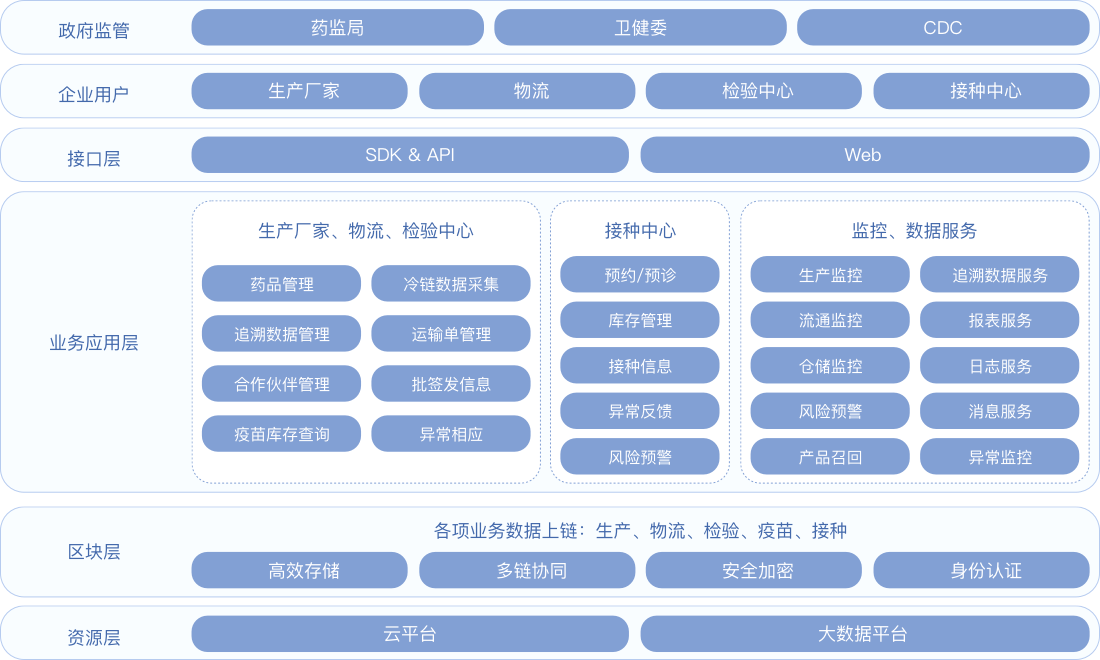 政府监管
药监局
卫健委
CDC
企业用户
生产厂家
物流
检验中心
接种中心
接口层
SDK & API
Web
业务应用层
生产厂家、物流、检验中心
药品管理
冷链数据采集
追溯数据管理
运输单管理
合作伙伴管理
批签发信息
疫苗库存查询
异常相应
接种中心
预约/预诊
库存管理
接种信息
异常反馈
风险预警
监控、数据服务
生产监控
追溯数据服务
流通监控
报表服务
仓储监控
日志服务
风险预警
消息服务
产品召回
异常监控
区块层
各项业务数据上链：生产、物流、检验、疫苗、接种
高效存储
多链协同
安全加密
身份认证
资源层
云平台
大数据平台